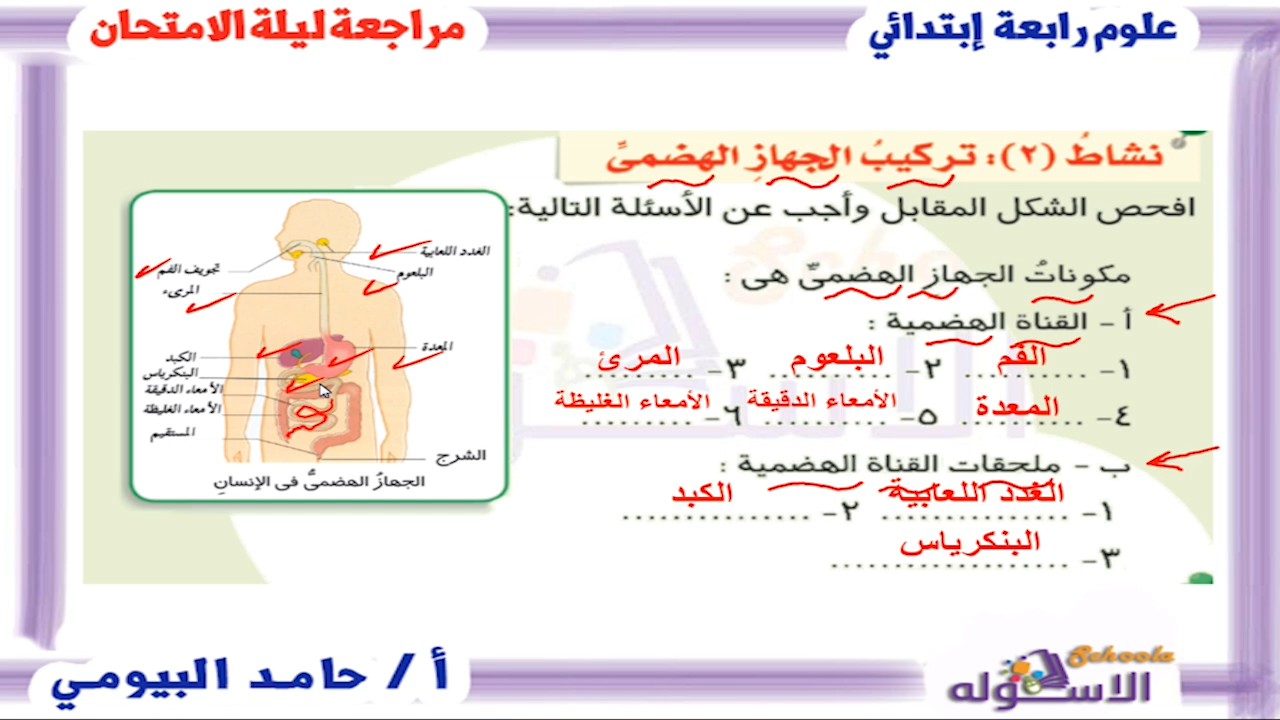 علوم رابعة إبتدائي
مراجعة ليلة الامتحان
نشاطُ (٢): تركيبُ الجهازِ الهضمىِّ
افحص الشكل المقابل وأجب عن الأسئلة التالية:
مكوناتُ الجهازِ الهضمىِّ هى :
أ - القناة الهضمية :
١- الفم ٢- البلعوم ٣- المرئ
٤- المعدة ٥- الأمعاء الدقيقة ٦- الأمعاء الغليظة
ب - ملحقات القناة الهضمية :
١- الغدد اللعابية ٢- الكبد
٣- البنكرياس
الغدد اللعابية
تجويف الفم
البلعوم
المرىء
المعدة
الكبد
البنكرياس
الأمعاء الدقيقة
الأمعاء الغليظة
المستقيم
الشرج
الجهازُ الهضمىُّ فى الإنسانِ
أ / حامد البيومي
Schoola
الاسكوله